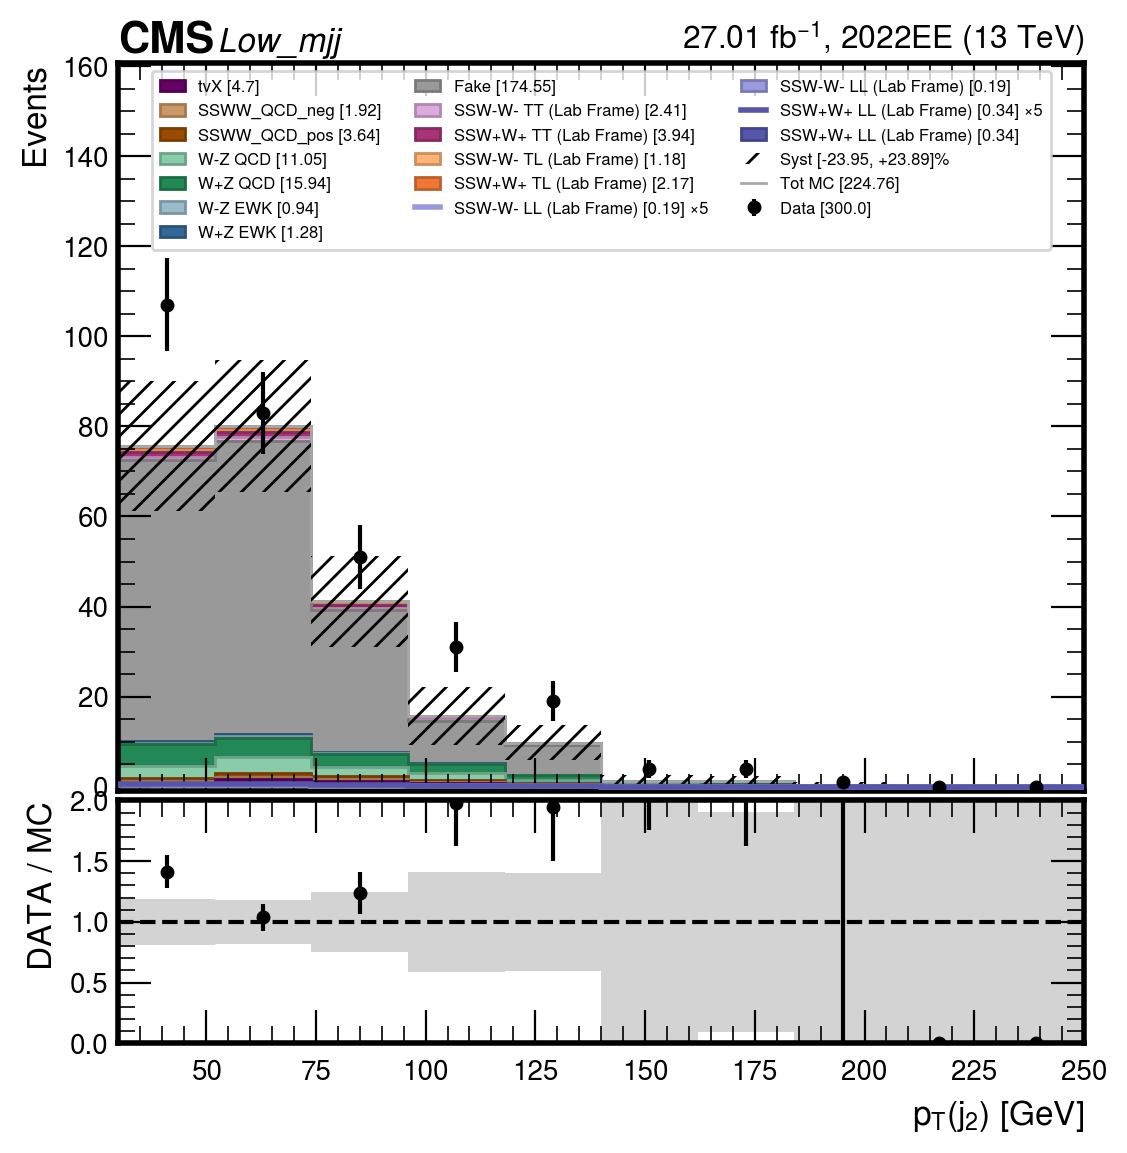 CMS Low_mjj 27.01 fb⁻¹, 2022EE (13 TeV)
Events
160
140
120
100
80
60
40
20
0
tvX [4.7]
SSWW_QCD_neg [1.92]
SSWW_QCD_pos [3.64]
W-Z QCD [11.05]
W+Z QCD [15.94]
W-Z EWK [0.94]
W+Z EWK [1.28]
Fake [174.55]
SSW-W- TT (Lab Frame) [2.41]
SSW+W+ TT (Lab Frame) [3.94]
SSW-W- TL (Lab Frame) [1.18]
SSW+W+ TL (Lab Frame) [2.17]
SSW-W- LL (Lab Frame) [0.19] ×5
SSW-W- LL (Lab Frame) [0.19]
SSW+W+ LL (Lab Frame) [0.34] ×5
SSW+W+ LL (Lab Frame) [0.34]
Syst [-23.95, +23.89]%
Tot MC [224.76]
Data [300.0]
DATA / MC
2.0
1.5
1.0
0.5
0.0
50 75 100 125 150 175 200 225 250
p_T(j_2) [GeV]